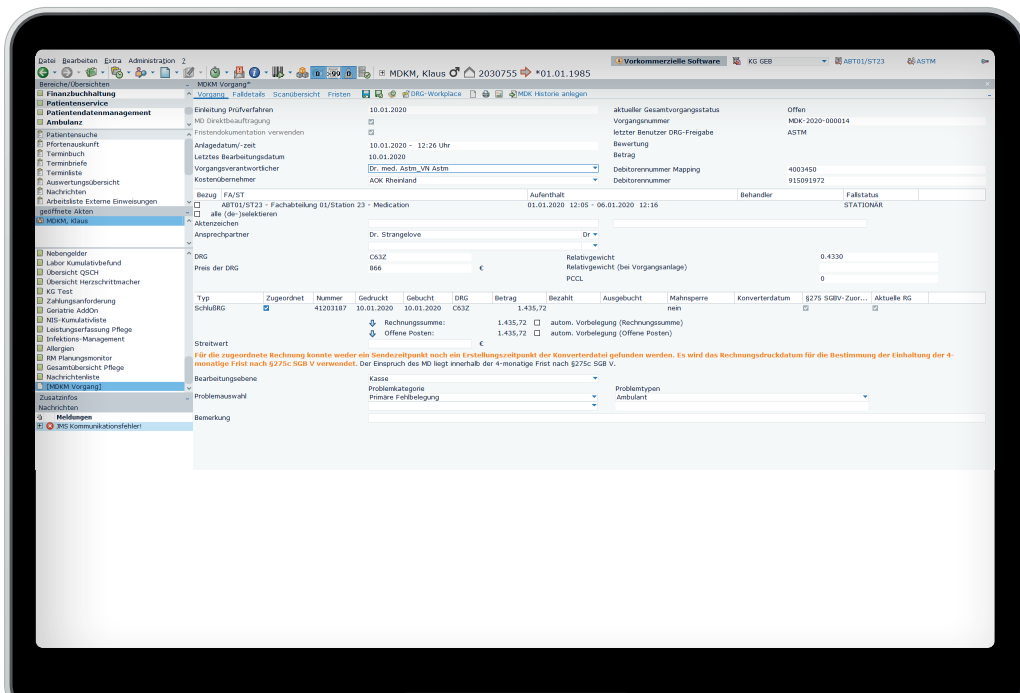 Datei Bearbeiten Extra Administration 2
Vorkommerzielle Software KG GEB ABT01/ST23 ASTM
0 >99 0 MDKM, Klaus 2030755 *01.01.1985
Bereiche/Übersichten
Finanzbuchhaltung
Patientenservice
Patientendatenmanagement
Ambulanz
Patientensuche
Pfortenauskunft
Terminbuch
Terminbriefe
Terminliste
Auswertungsübersicht
Nachrichten
Arbeitsliste Externe Einweisungen
geöffnete Akten
MDKM, Klaus
Nebengelder
Labor Kumulativbefund
Übersicht QSCH
Übersicht Herzschrittmacher
KG Test
Zahlungsanforderung
Geriatrie AddOn
NIS-Kumulativliste
Leistungserfassung Pflege
Infektions-Management
Allergien
RM Planungsmonitor
Gesamtübersicht Pflege
Nachrichtenliste
[MDKM Vorgang]
Zusatzinfos
Nachrichten
Meldungen
JMS Kommunikationsfehler!
MDKM Vorgang*
Vorgang Falldetails Scanübersicht Fristen DRG-Workplace MDK Historie anlegen
Einleitung Prüfverfahren 10.01.2020 aktueller Gesamtvorgangsstatus Offen
MD Direktbeauftragung Vorgangsnummer MDK-2020-000014
Fristendokumentation verwenden letzter Benutzer DRG-Freigabe ASTM
Anlagedatum/-zeit 10.01.2020 - 12:26 Uhr Bewertung
Letztes Bearbeitungsdatum 10.01.2020 Betrag
Vorgangsverantwortlicher Dr. med. Astm_VN Astm Debitorennummer Mapping 4003450
Kostenübernehmer AOK Rheinland Debitorennummer 915091972
Bezug FA/ST Aufenthalt Behandler Fallstatus
ABT01/ST23 - Fachabteilung 01/Station 23 - Medication 01.01.2020 12:05 - 06.01.2020 12:16 STATIONÄR
alle (de-)selektieren
Aktenzeichen
Ansprechpartner Dr. Strangelove Dr
DRG C63Z Relativgewicht 0.4330
Preis der DRG 866 € Relativgewicht (bei Vorgangsanlage)
PCCL 0
Typ Zugeordnet Nummer Gedruckt Gebucht DRG Betrag Bezahlt Ausgebucht Mahnsperre Konverterdatum §275 SGBV-Zuor... Aktuelle RG
SchlußRG 41203187 10.01.2020 10.01.2020 C63Z 1.435,72 nein
Rechnungssumme: 1.435,72 autom. Vorbelegung (Rechnungssumme)
Offene Posten: 1.435,72 autom. Vorbelegung (Offene Posten)
Streitwert €
Für die zugeordnete Rechnung konnte weder ein Sendezeitpunkt noch ein Erstellungszeitpunkt der Konverterdatei gefunden werden. Es wird das Rechnungsdruckdatum für die Bestimmung der Einhaltung der 4-
monatige Frist nach §275c SGB V verwendet. Der Einspruch des MD liegt innerhalb der 4-monatige Frist nach §275c SGB V.
Bearbeitungsebene Kasse
Problemkategorie Problemtypen
Problemauswahl Primäre Fehlbelegung Ambulant
Bemerkung